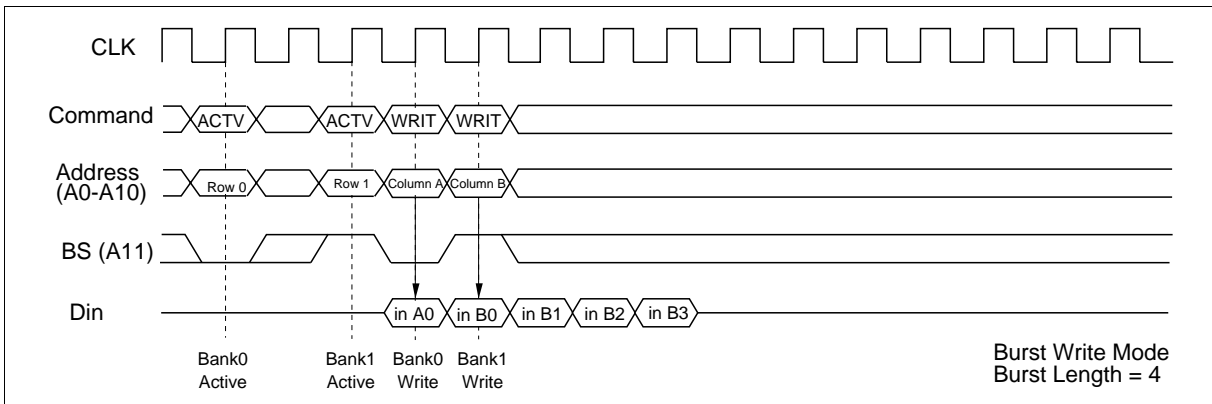 CLK
Command ACTV ACTV WRIT WRIT
Address
(A0-A10)
Row 0 Row 1 Column A Column B
BS (A11)
Din in A0 in B0 in B1 in B2 in B3
Bank0 Bank1 Bank0 Bank1
Active Active Write Write
Burst Write Mode
Burst Length = 4